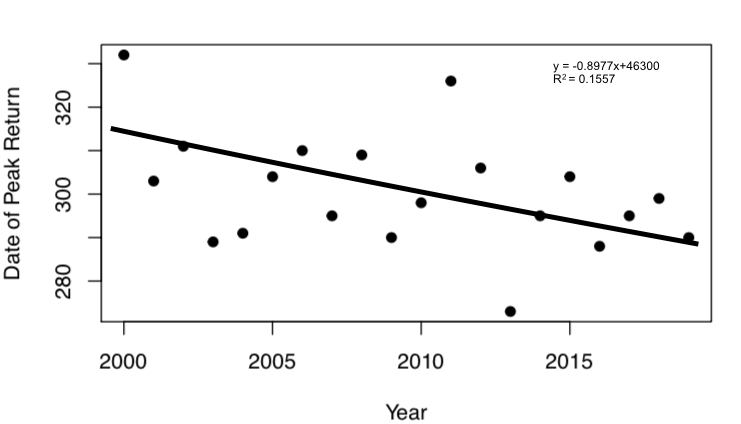 y = -0.8977x+46300
R² = 0.1557
Date of Peak Return
320
300
280
2000 2005 2010 2015
Year